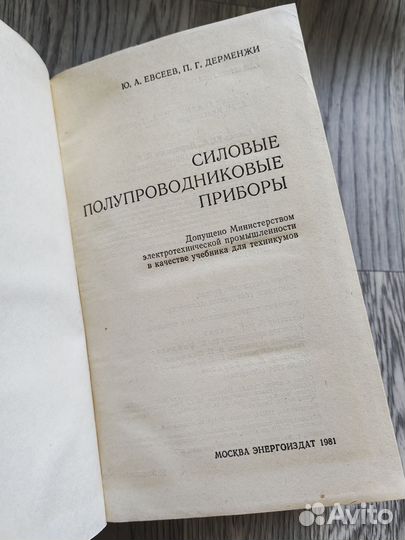 Ю. А. ЕВСЕЕВ, П. Г. ДЕРМЕНЖИ
СИЛОВЫЕ
ПОЛУПРОВОДНИКОВЫЕ
ПРИБОРЫ
Допущено Министерством
электротехнической промышленности
в качестве учебника для техникумов
МОСКВА ЭНЕРГОИЗДАТ 1981
Avito